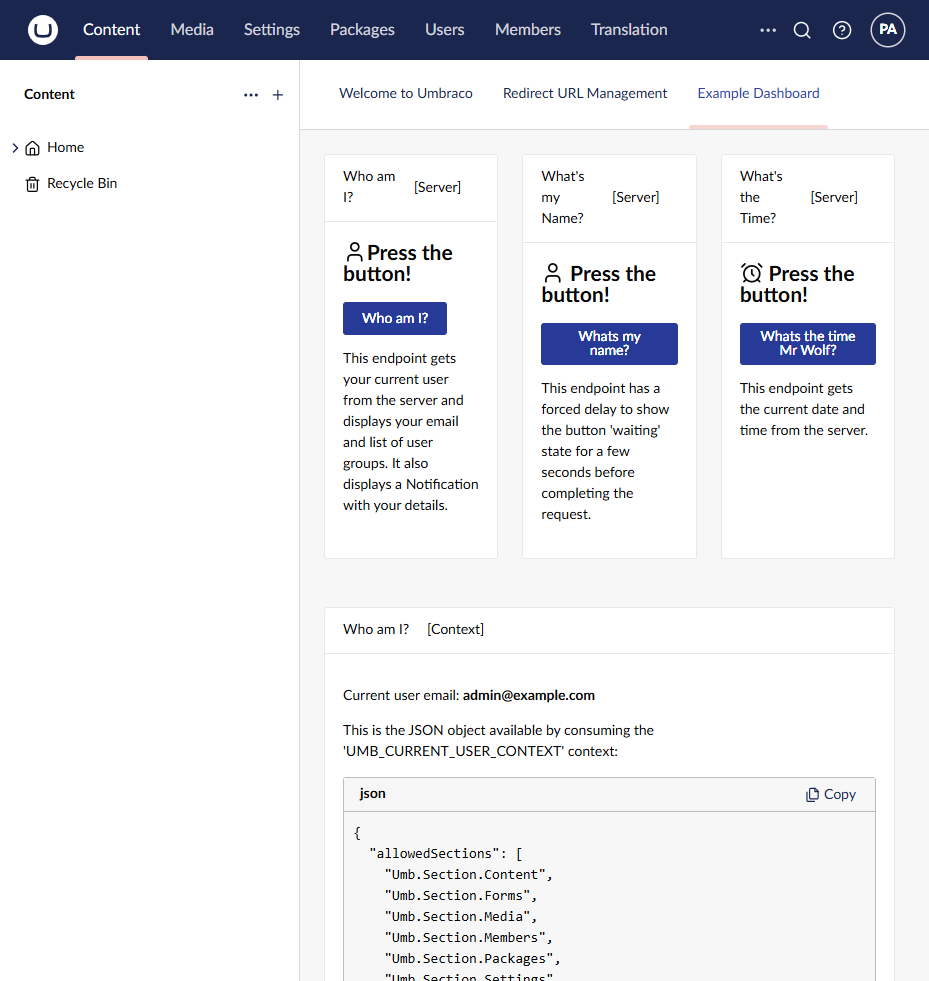 Content Media Settings Packages Users Members Translation PA
Content
Home
Recycle Bin
Welcome to Umbraco Redirect URL Management Example Dashboard
Who am
I?
[Server]
Press the
button!
Who am I?
This endpoint gets
your current user
from the server and
displays your email
and list of user
groups. It also
displays a Notification
with your details.
What's
my
Name?
[Server]
Press the
button!
Whats my
name?
This endpoint has a
forced delay to show
the button 'waiting'
state for a few
seconds before
completing the
request.
What's
the
Time?
[Server]
Press the
button!
Whats the time
Mr Wolf?
This endpoint gets
the current date and
time from the server.
Who am I? [Context]
Current user email: admin@example.com
This is the JSON object available by consuming the
'UMB_CURRENT_USER_CONTEXT' context:
json Copy
{
"allowedSections": [
"Umb.Section.Content",
"Umb.Section.Forms",
"Umb.Section.Media",
"Umb.Section.Members",
"Umb.Section.Packages",
"Umb.Section.Settings"